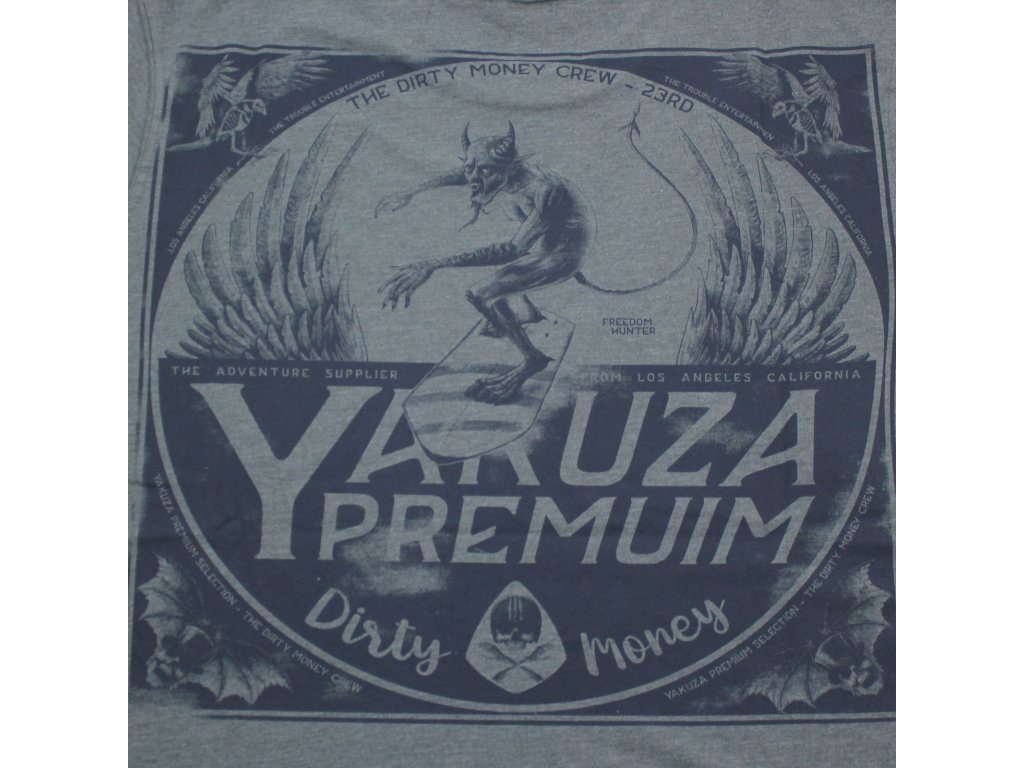 THE DIRTY MONEY CREW - 23RD
THE TROUBLE ENTERTAINMENT
THE TROUBLE ENTERTAINMEN
LOS ANGELES CALIFORNIA
LOS ANGELES CALIFORNIA
FREEDOM
HUNTER
THE ADVENTURE SUPPLIER
FROM LOS ANGELES CALIFORNIA
YAKUZA
PREMUIM
Dirty Money
YAKUZA PREMIUM SELECTION - THE DIRTY MONEY CREW
YAKUZA PREMIUM SELECTION - THE DIRTY MONEY CREW